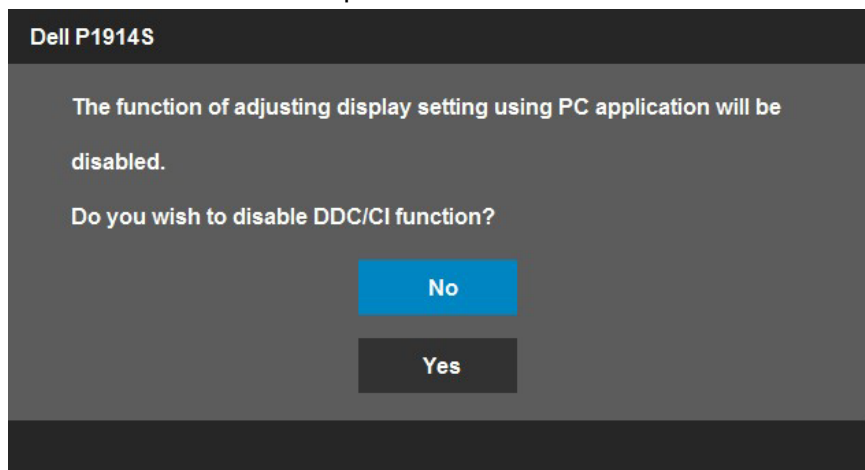 Dell P1914S
The function of adjusting display setting using PC application will be
disabled.
Do you wish to disable DDC/CI function?
No
Yes